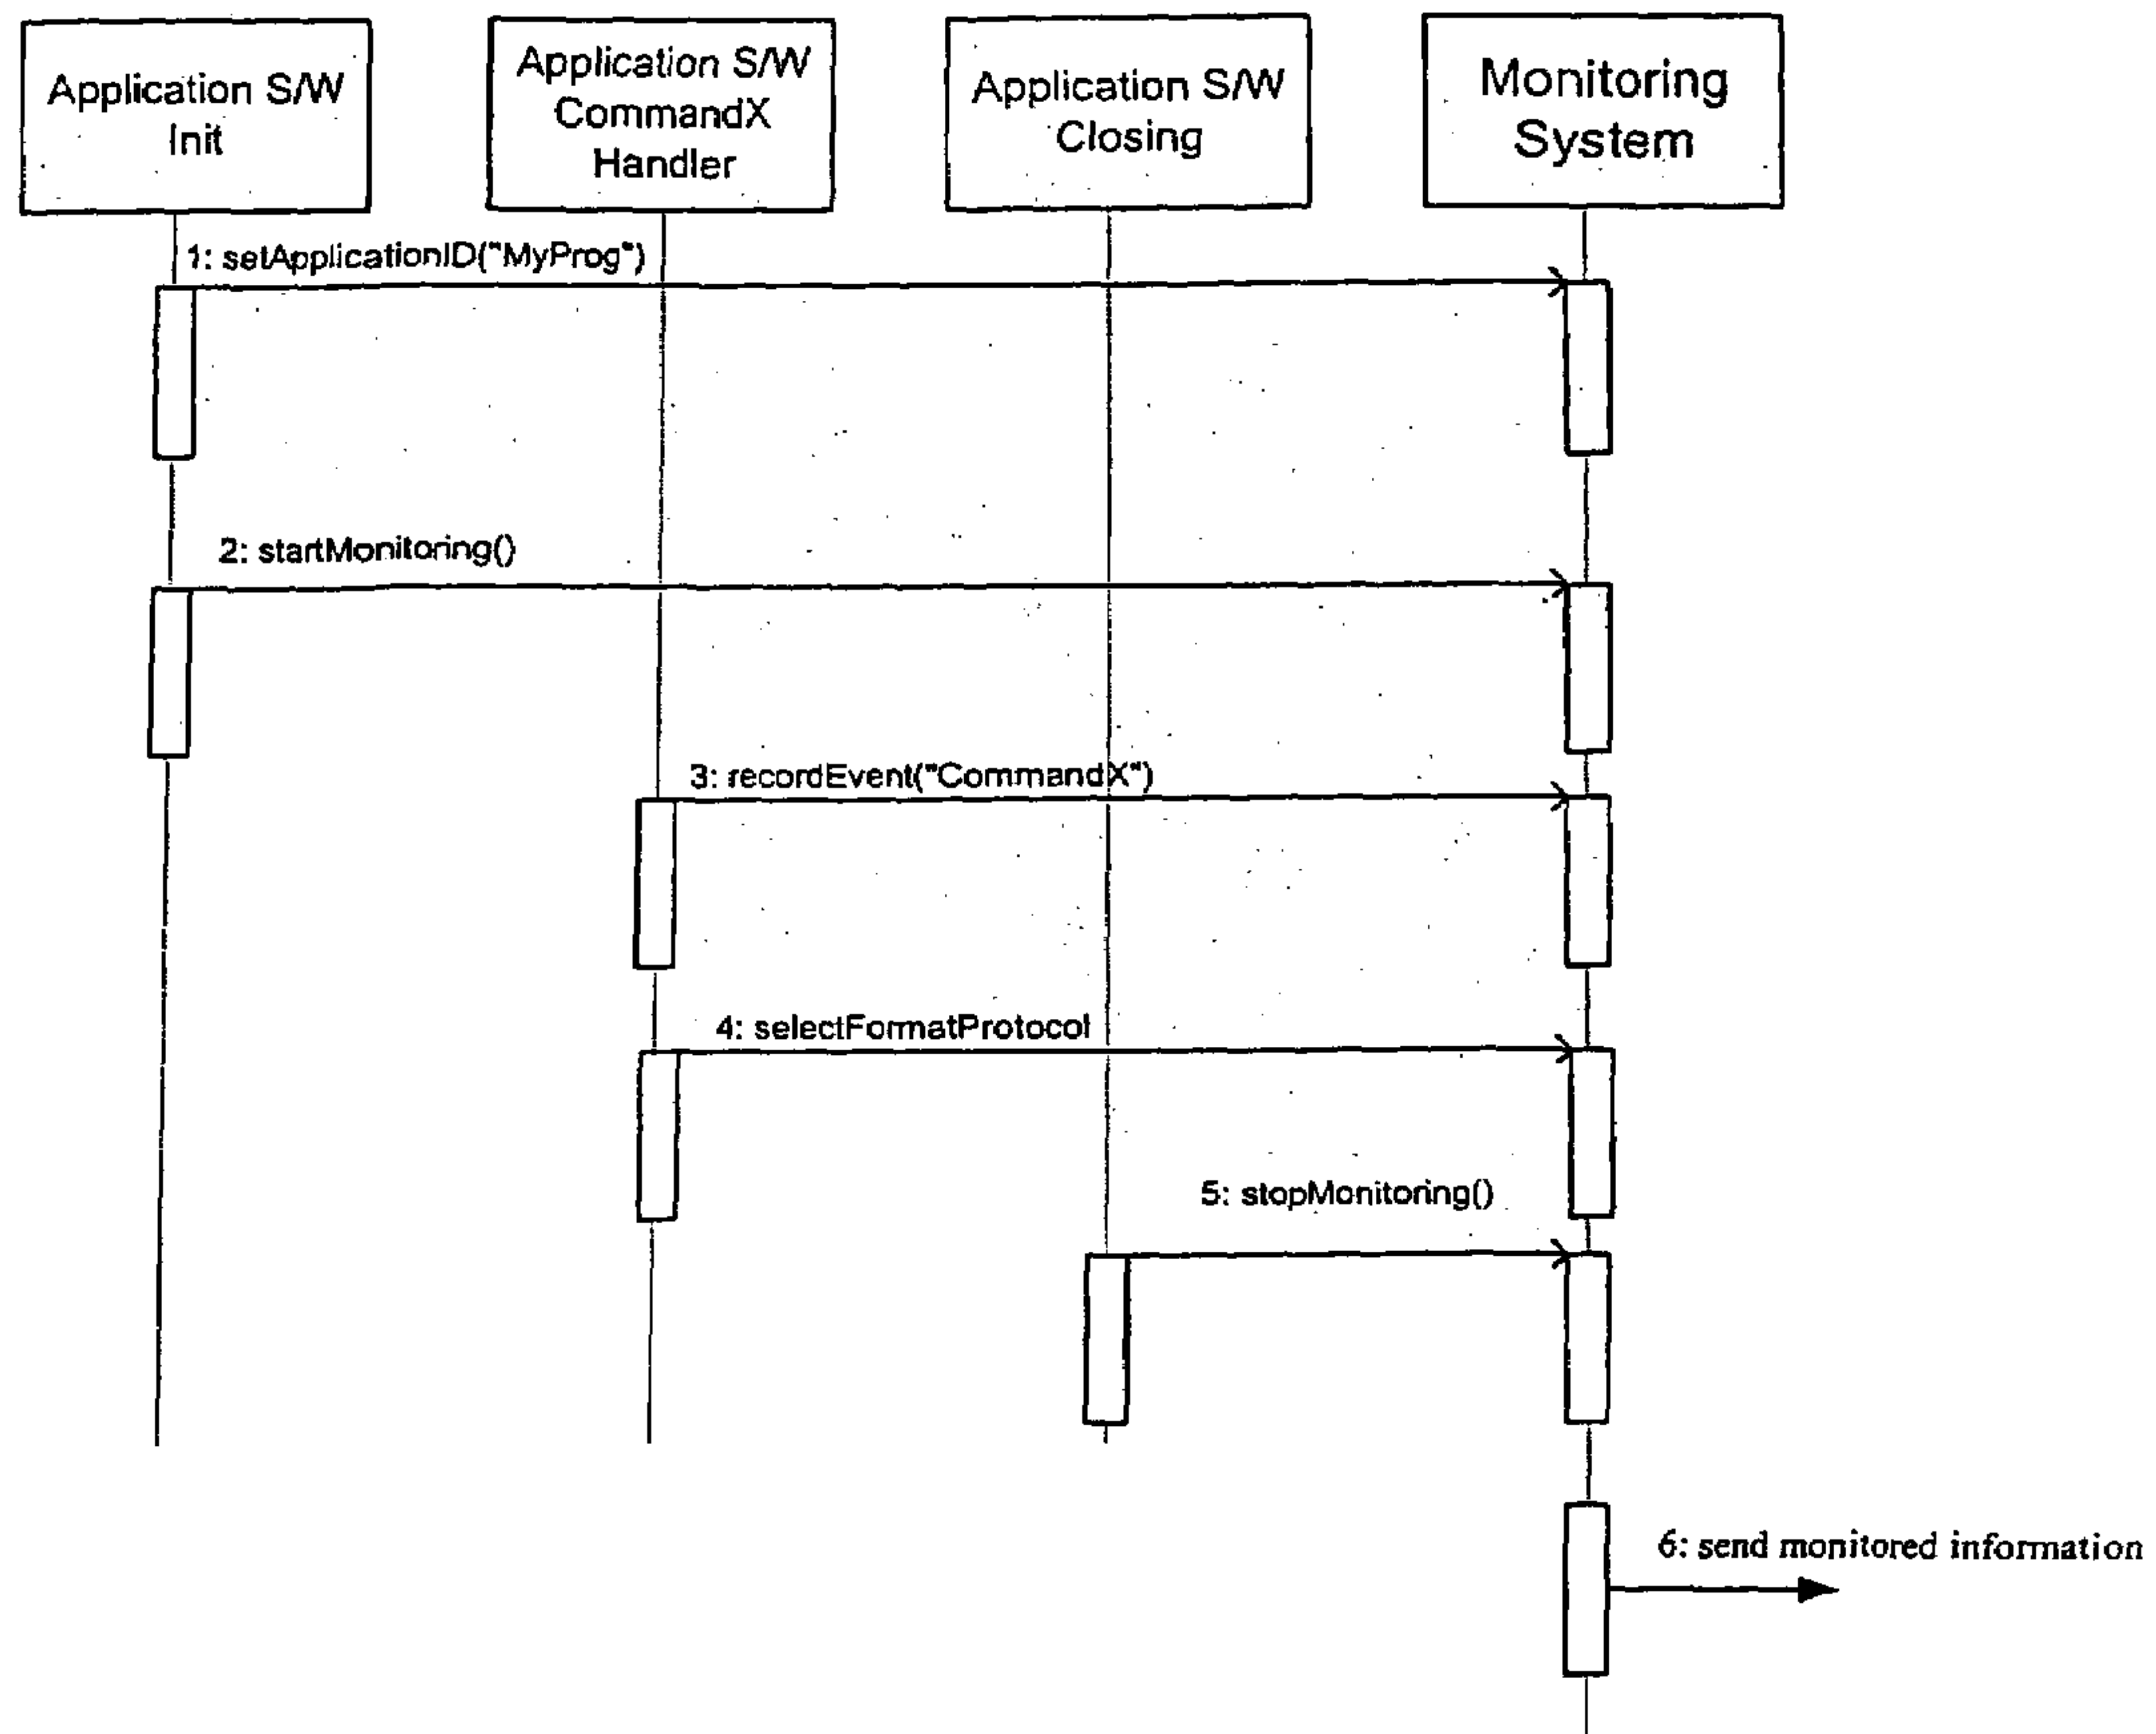 Application S/W
Init
Application S/W
CommandX
Handler
Application S/W
Closing
Monitoring
System
1: setApplicationID("MyProg")
2: startMonitoring()
3: recordEvent("CommandX")
4: selectFormatProtocol
5: stopMonitoring()
6: send monitored information